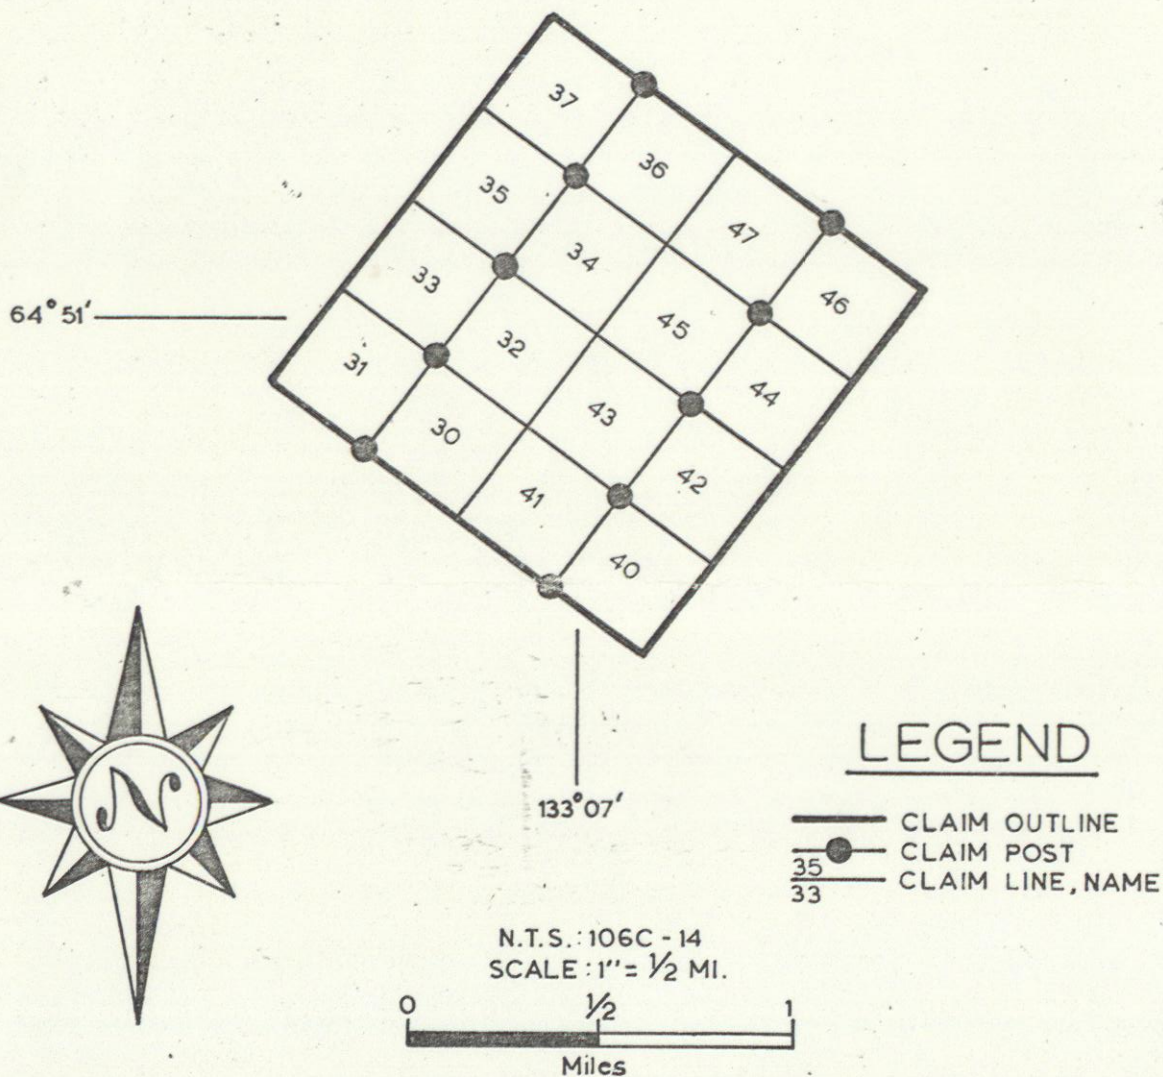 37
36
35
47
34
46
33
45
32
44
31
43
30
42
41
40
64°51'
133°07'
N
LEGEND
CLAIM OUTLINE
CLAIM POST
35
33
CLAIM LINE, NAME
N.T.S.: 106C - 14
SCALE: 1" = 1/2 MI.
0 1/2 1
Miles